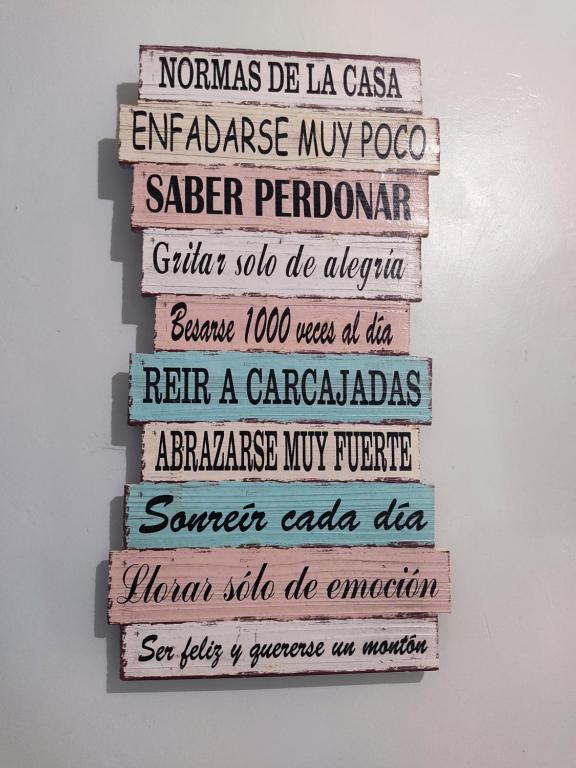 NORMAS DE LA CASA
ENFADARSE MUY POCO
SABER PERDONAR
Gritar solo de alegría
Besarse 1000 veces al día
REIR A CARCAJADAS
ABRAZARSE MUY FUERTE
Sonreír cada día
Llorar sólo de emoción
Ser feliz y quererse un montón